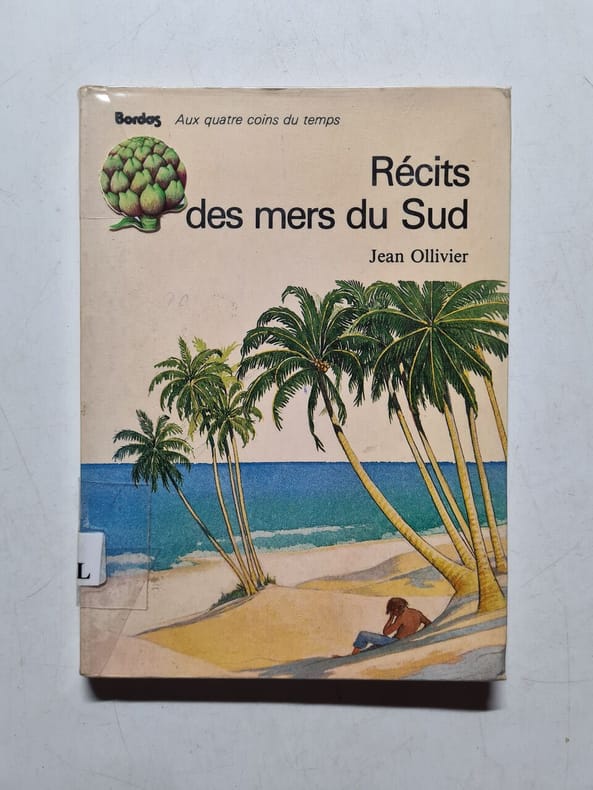 Bordas Aux quatre coins du temps
Récits
des mers du Sud
Jean Ollivier
L